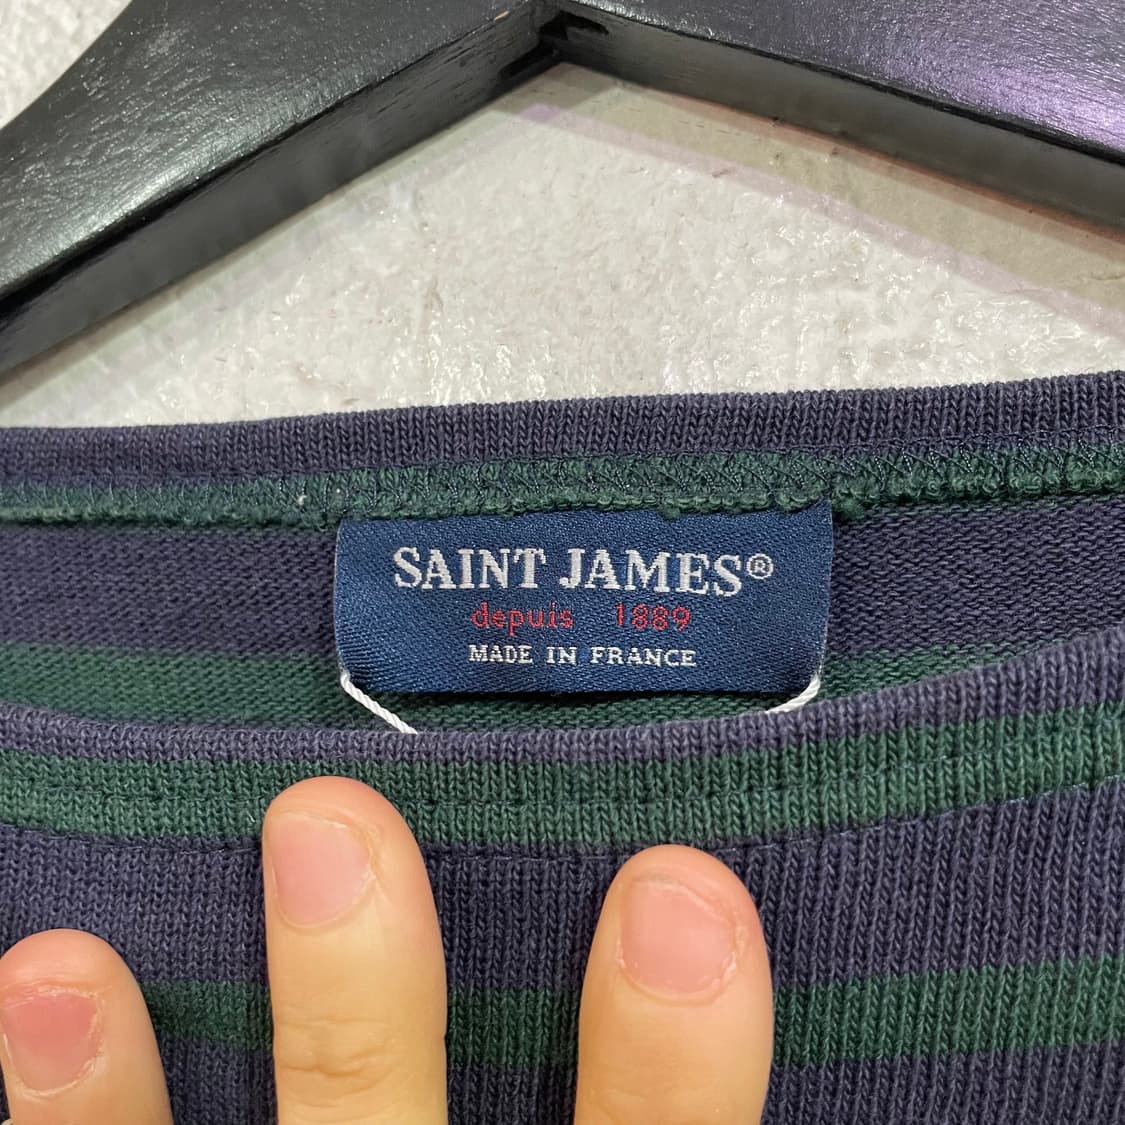 SAINT JAMES®
depuis 1889
MADE IN FRANCE